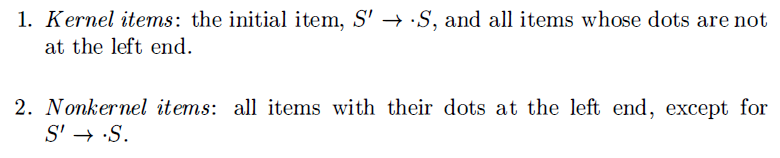 1. Kernel items: the initial item, S′ → ·S, and all items whose dots are not
at the left end.
2. Nonkernel items: all items with their dots at the left end, except for
S′ → ·S.